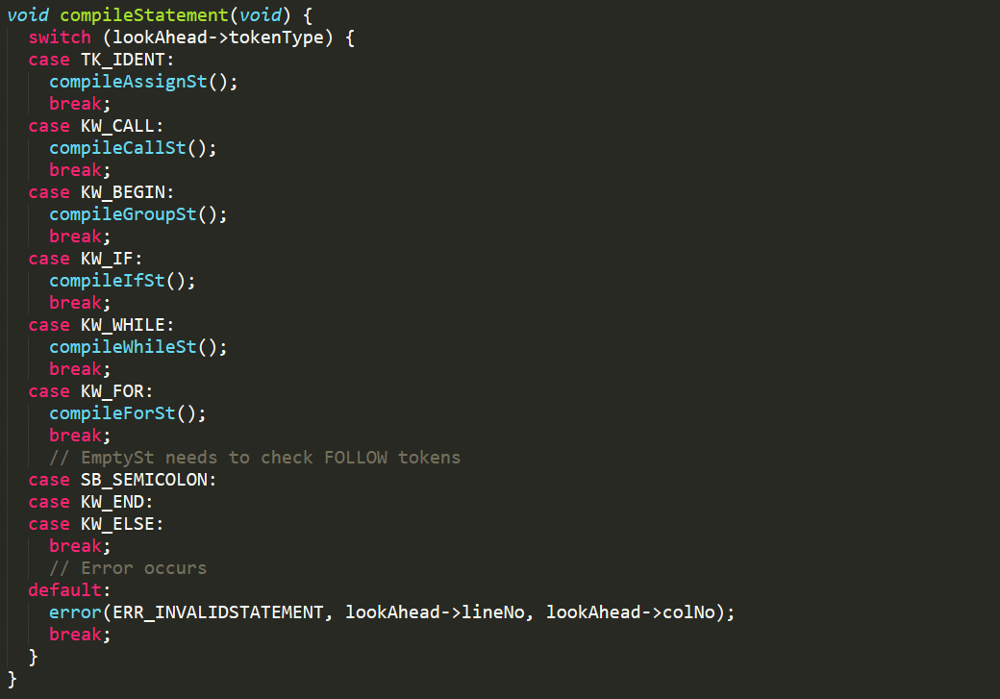 void compileStatement(void) {
  switch (lookAhead->tokenType) {
  case TK_IDENT:
    compileAssignSt();
    break;
  case KW_CALL:
    compileCallSt();
    break;
  case KW_BEGIN:
    compileGroupSt();
    break;
  case KW_IF:
    compileIfSt();
    break;
  case KW_WHILE:
    compileWhileSt();
    break;
  case KW_FOR:
    compileForSt();
    break;
    // EmptySt needs to check FOLLOW tokens
  case SB_SEMICOLON:
  case KW_END:
  case KW_ELSE:
    break;
    // Error occurs
  default:
    error(ERR_INVALIDSTATEMENT, lookAhead->lineNo, lookAhead->colNo);
    break;
  }
}